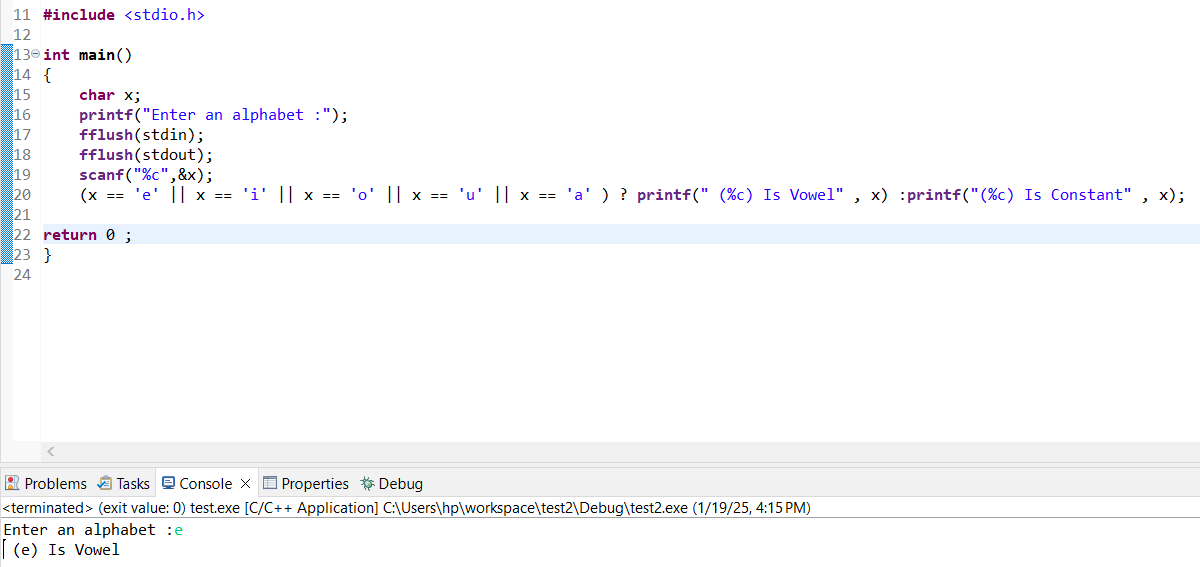 11 #include <stdio.h>
12
13 int main()
14 {
15     char x;
16     printf("Enter an alphabet :");
17     fflush(stdin);
18     fflush(stdout);
19     scanf("%c",&x);
20     (x == 'e' || x == 'i' || x == 'o' || x == 'u' || x == 'a' ) ? printf(" (%c) Is Vowel" , x) :printf("(%c) Is Constant" , x);
21
22 return 0 ;
23 }
24
Problems Tasks Console Properties Debug
<terminated> (exit value: 0) test.exe [C/C++ Application] C:\Users\hp\workspace\test2\Debug\test2.exe (1/19/25, 4:15 PM)
Enter an alphabet :e
 (e) Is Vowel